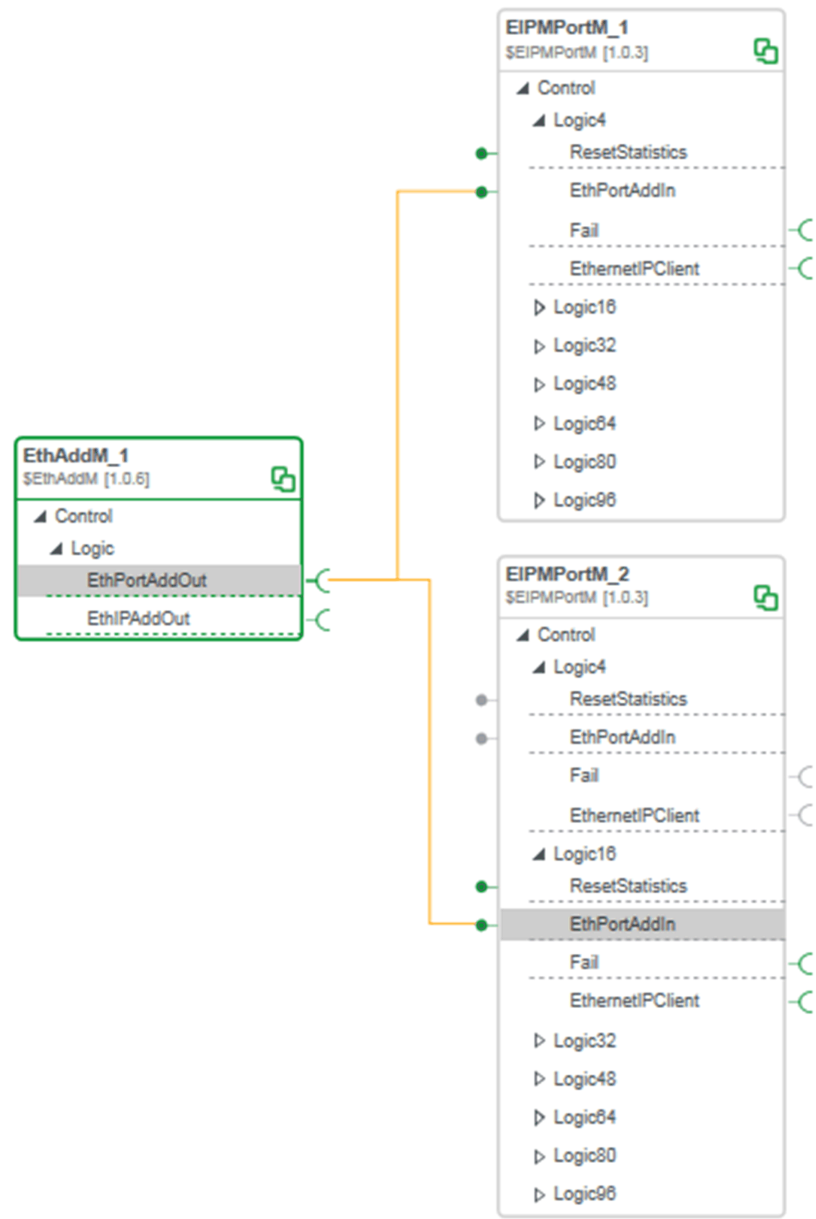 EIPMPortM_1
$EIPMPortM [1.0.3]
Control
Logic4
ResetStatistics
EthPortAddIn
Fail
EthernetIPClient
Logic16
Logic32
Logic48
Logic64
Logic80
Logic96
EthAddM_1
$EthAddM [1.0.6]
Control
Logic
EthPortAddOut
EthIPAddOut
EIPMPortM_2
$EIPMPortM [1.0.3]
Control
Logic4
ResetStatistics
EthPortAddIn
Fail
EthernetIPClient
Logic16
ResetStatistics
EthPortAddIn
Fail
EthernetIPClient
Logic32
Logic48
Logic64
Logic80
Logic96